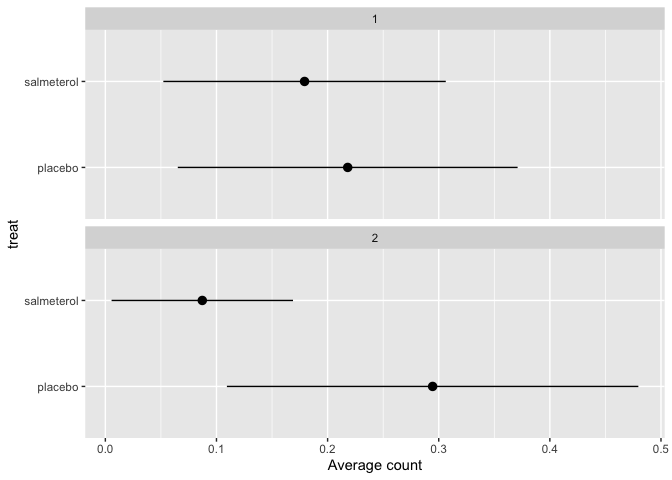 1
salmeterol
placebo
treat
2
salmeterol
placebo
0.0 0.1 0.2 0.3 0.4 0.5
Average count